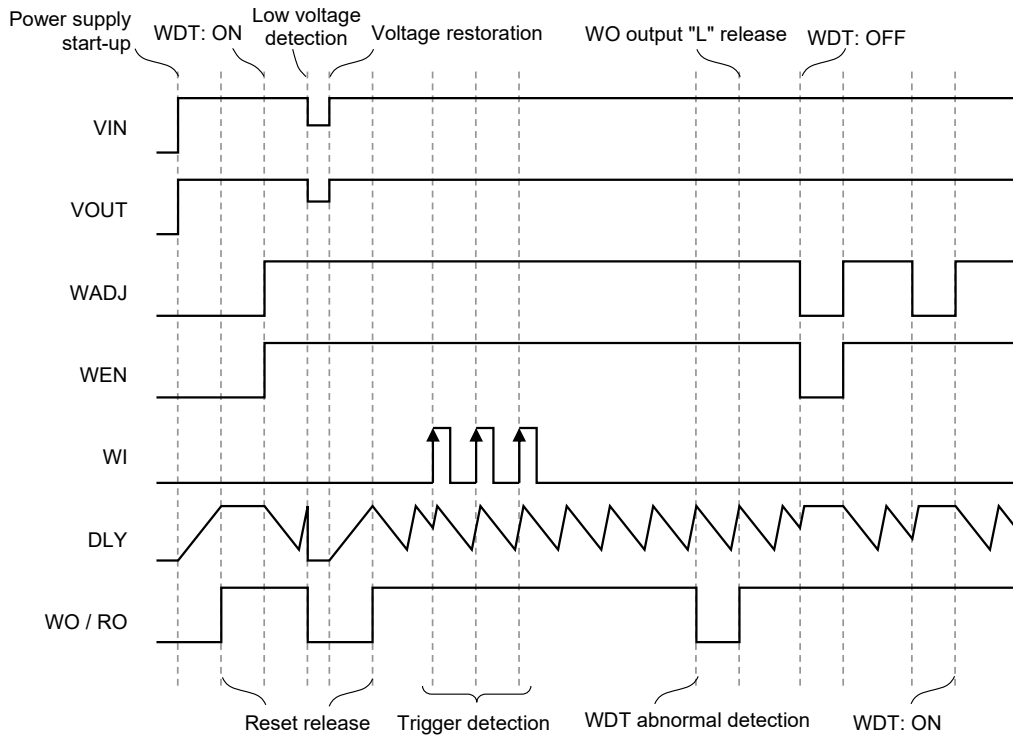 Power supply
start-up
WDT: ON
Low voltage
detection
Voltage restoration
WO output "L" release
WDT: OFF
VIN
VOUT
WADJ
WEN
WI
DLY
WO / RO
Reset release
Trigger detection
WDT abnormal detection
WDT: ON